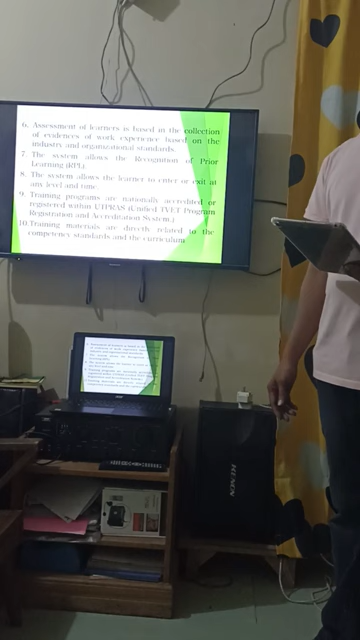 6. Assessment of learners is based in the collection
of evidences of work experience based on the
industry and organizational standards.
7. The system allows the Recognition of Prior
Learning (RPL).
8. The system allows the learner to enter or exit at
any level and time.
9. Training programs are nationally accredited or
registered within UTPRAS (Unified TVET Program
Registration and Accreditation System.)
10.Training materials are directly related to the
competency standards and the curriculum